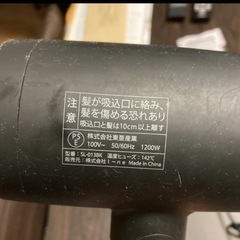 注意
髪が吸込口に絡み、
髪を傷める恐れあり
吸込口と髪は10cm以上離す
PSE
株式会社東亜産業
100V~ 50/60Hz 1200W
型名：SL-013BK 温度ヒューズ：142℃
販売元：株式会社 I-ne Made in China